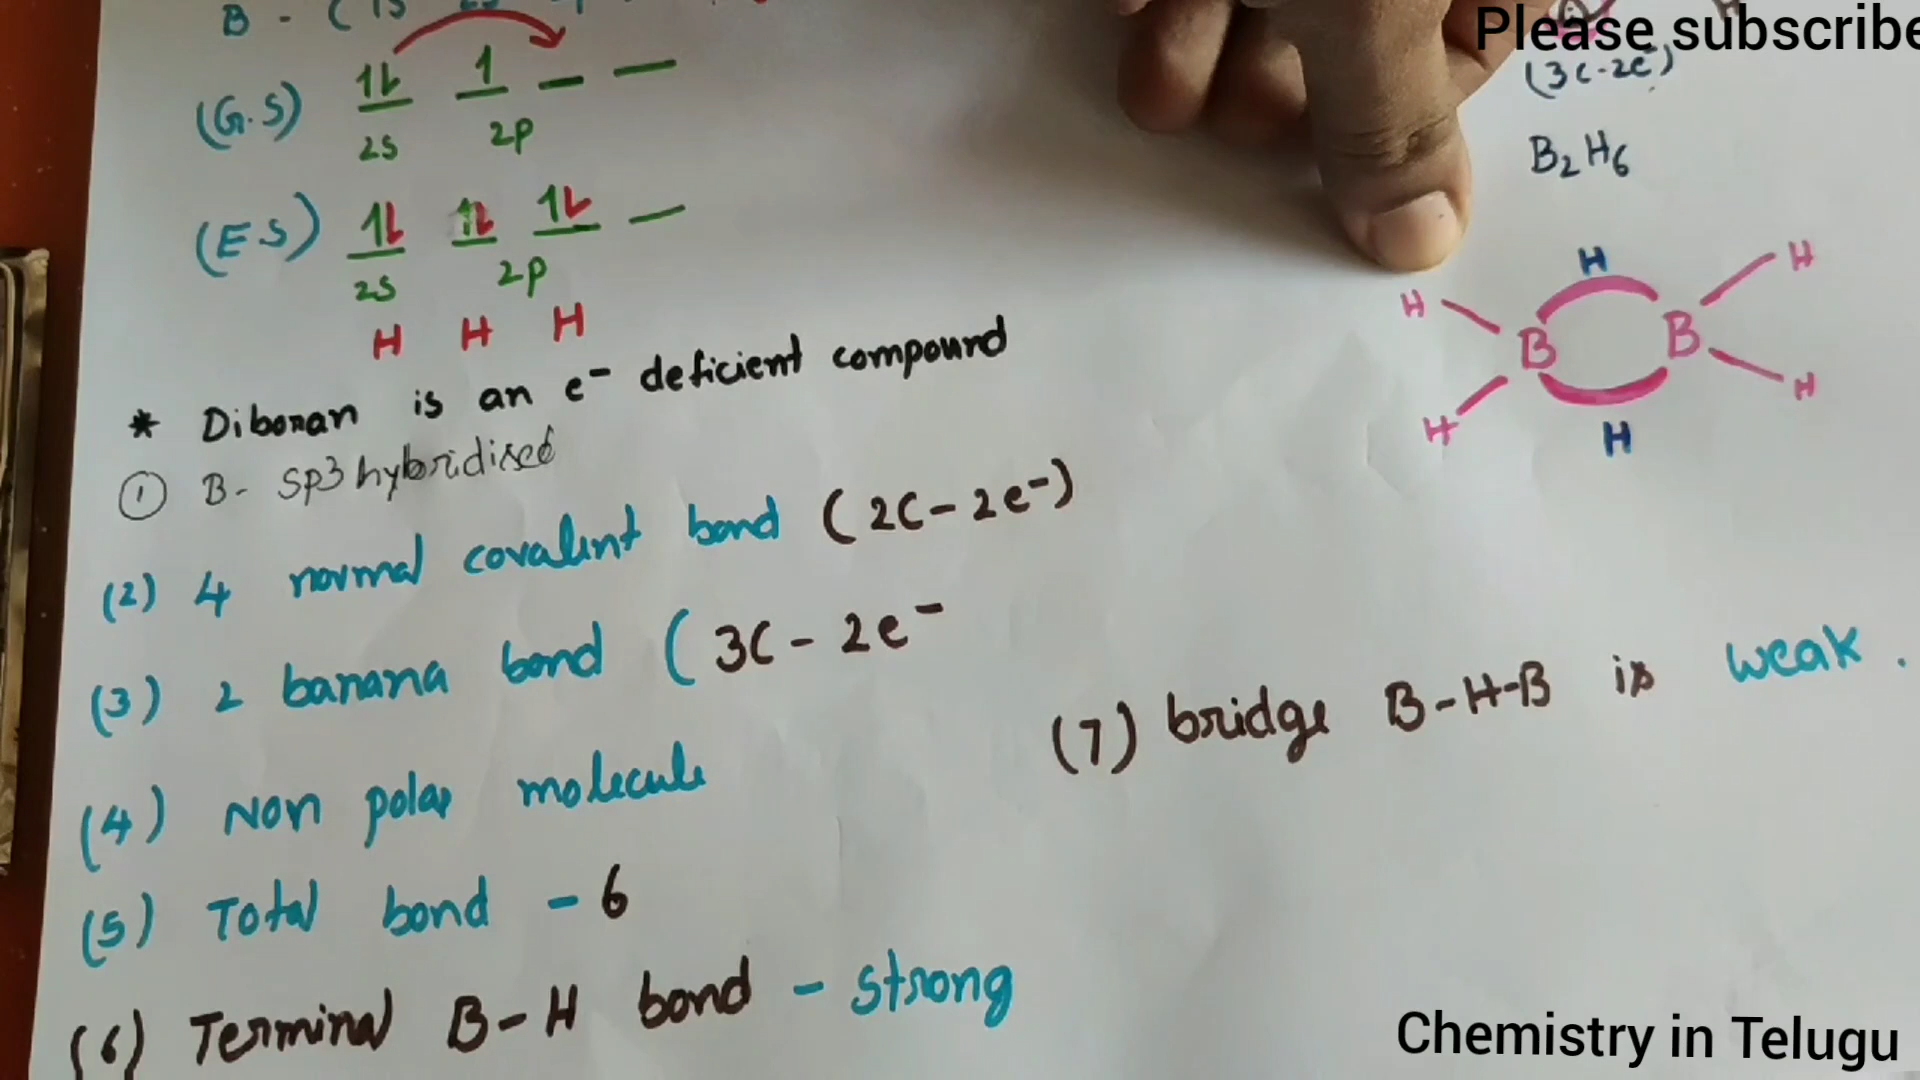 B - (1s
(G.S) 1L 1
2s 2p
(E.S) 1L 1L 1L
2s 2p
H H H
* Diboran is an e⁻ deficient compound
① B- sp3 hybridised
(2) 4 normal covalent bond (2C-2e⁻)
(3) 2 banana bond (3C-2e⁻
(4) Non polar molecule
(5) Total bond - 6
(6) Terminal B-H bond - strong
Please subscribe
(3c-2e⁻)
B₂H₆
H H
H B B
H H
H
(7) bridge B-H-B is weak.
Chemistry in Telugu